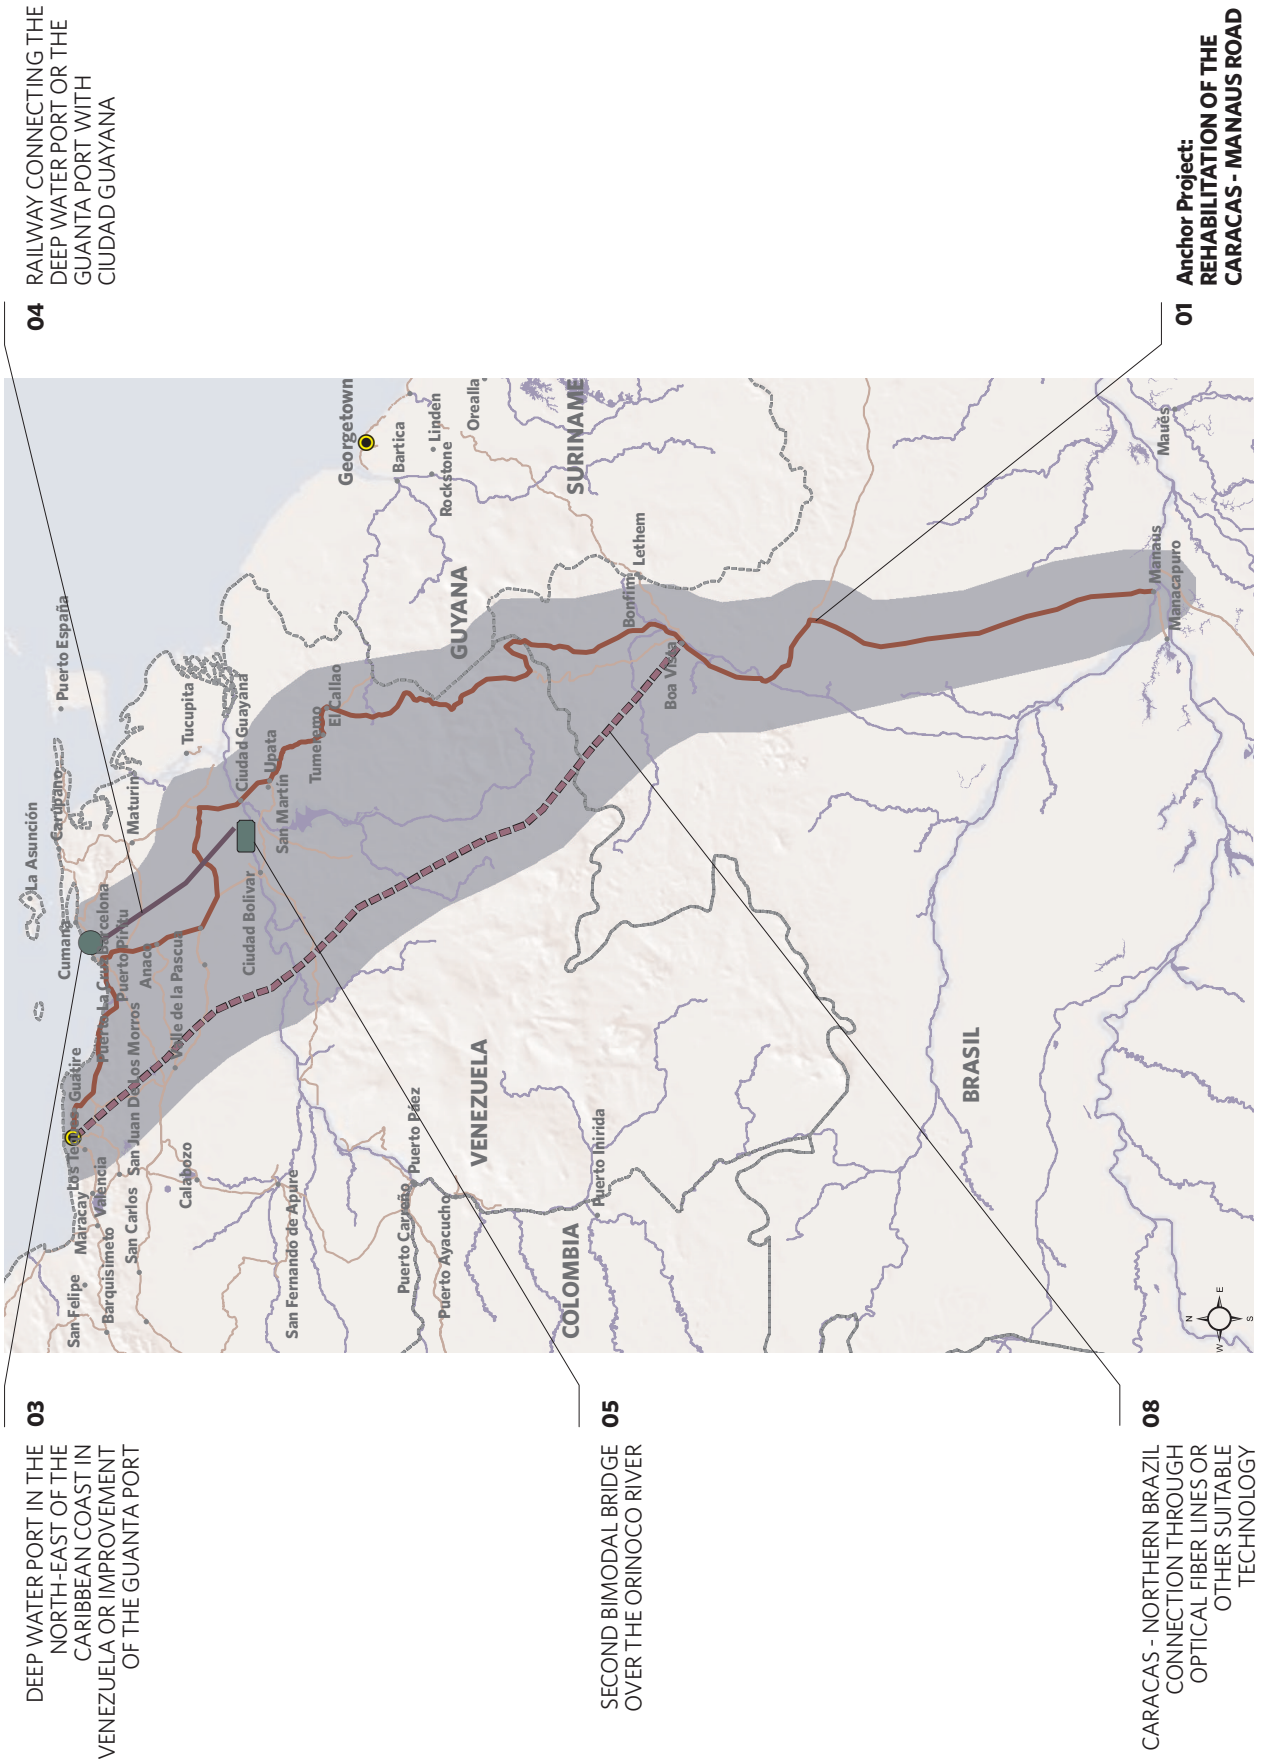 04
RAILWAY CONNECTING THE
DEEP WATER PORT OR THE
GUANTA PORT WITH
CIUDAD GUAYANA
01
Anchor Project:
REHABILITATION OF THE
CARACAS - MANAUS ROAD
03
DEEP WATER PORT IN THE
NORTH-EAST OF THE
CARIBBEAN COAST IN
VENEZUELA OR IMPROVEMENT
OF THE GUANTA PORT
05
SECOND BIMODAL BRIDGE
OVER THE ORINOCO RIVER
08
CARACAS - NORTHERN BRAZIL
CONNECTION THROUGH
OPTICAL FIBER LINES OR
OTHER SUITABLE
TECHNOLOGY
San Felipe
Barquisimeto
Maracay
Valencia
San Carlos
Guatire
San Juan De Los Morros
Calabozo
San Fernando de Apure
Puerto Carreño
Puerto Páez
Puerto Ayacucho
VENEZUELA
COLOMBIA
Puerto Inirida
BRASIL
Cumana
La Asunción
Carúpano
Puerto España
Barcelona
Puerto Piritu
Anaco
Valle de la Pascua
Maturin
Tucupita
Ciudad Bolivar
Ciudad Guayana
Upata
San Martín
Tumeremo
El Callao
GUYANA
Georgetown
Bartica
Linden
Rockstone
Orealla
SURINAME
Bonfim
Lethem
Boa Vista
Manaus
Manacapuro
Maués
N
E
S
W